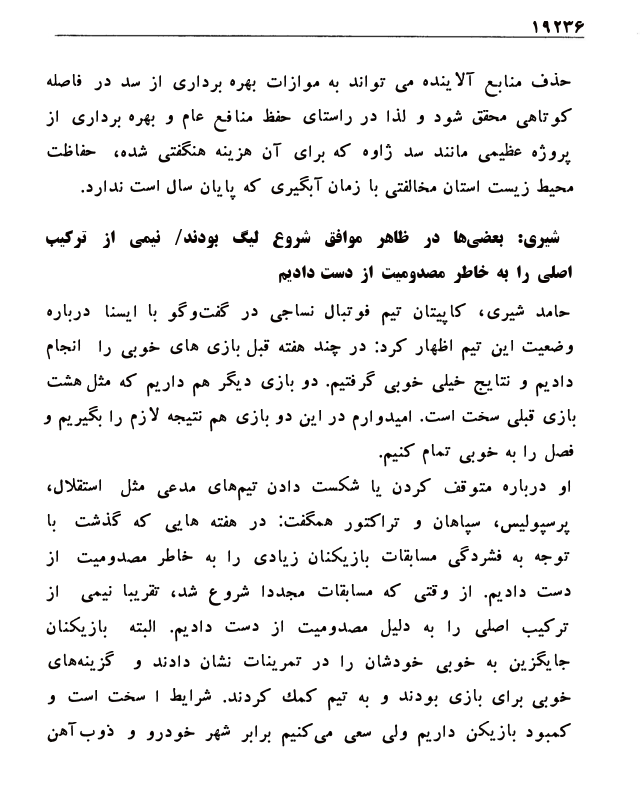 ۱۹۲۳۶
حذف منابع آلاینده می تواند به موازات بهره برداری از سد در فاصله
کوتاهی محقق شود و لذا در راستای حفظ منافع عام و بهره برداری از
پروژه عظیمی مانند سد ژاوه که برای آن هزینه هنگفتی شده، حفاظت
محیط زیست استان مخالفتی با زمان آبگیری که پایان سال است ندارد.
شیری: بعضی‌ها در ظاهر موافق شروع لیگ بودند/ نیمی از ترکیب
اصلی را به خاطر مصدومیت از دست دادیم
حامد شیری، کاپیتان تیم فوتبال نساجی در گفت‌وگو با ایسنا درباره
وضعیت این تیم اظهار کرد: در چند هفته قبل بازی های خوبی را انجام
دادیم و نتایج خیلی خوبی گرفتیم. دو بازی دیگر هم داریم که مثل هشت
بازی قبلی سخت است. امیدوارم در این دو بازی هم نتیجه لازم را بگیریم و
فصل را به خوبی تمام کنیم.
او درباره متوقف کردن یا شکست دادن تیم‌های مدعی مثل استقلال،
پرسپولیس، سپاهان و تراکتور همگفت: در هفته هایی که گذشت با
توجه به فشردگی مسابقات بازیکنان زیادی را به خاطر مصدومیت از
دست دادیم. از وقتی که مسابقات مجددا شروع شد، تقریبا نیمی از
ترکیب اصلی را به دلیل مصدومیت از دست دادیم. البته بازیکنان
جایگزین به خوبی خودشان را در تمرینات نشان دادند و گزینه‌های
خوبی برای بازی بودند و به تیم کمک کردند. شرایط ا سخت است و
کمبود بازیکن داریم ولی سعی می‌کنیم برابر شهر خودرو و ذوب آهن